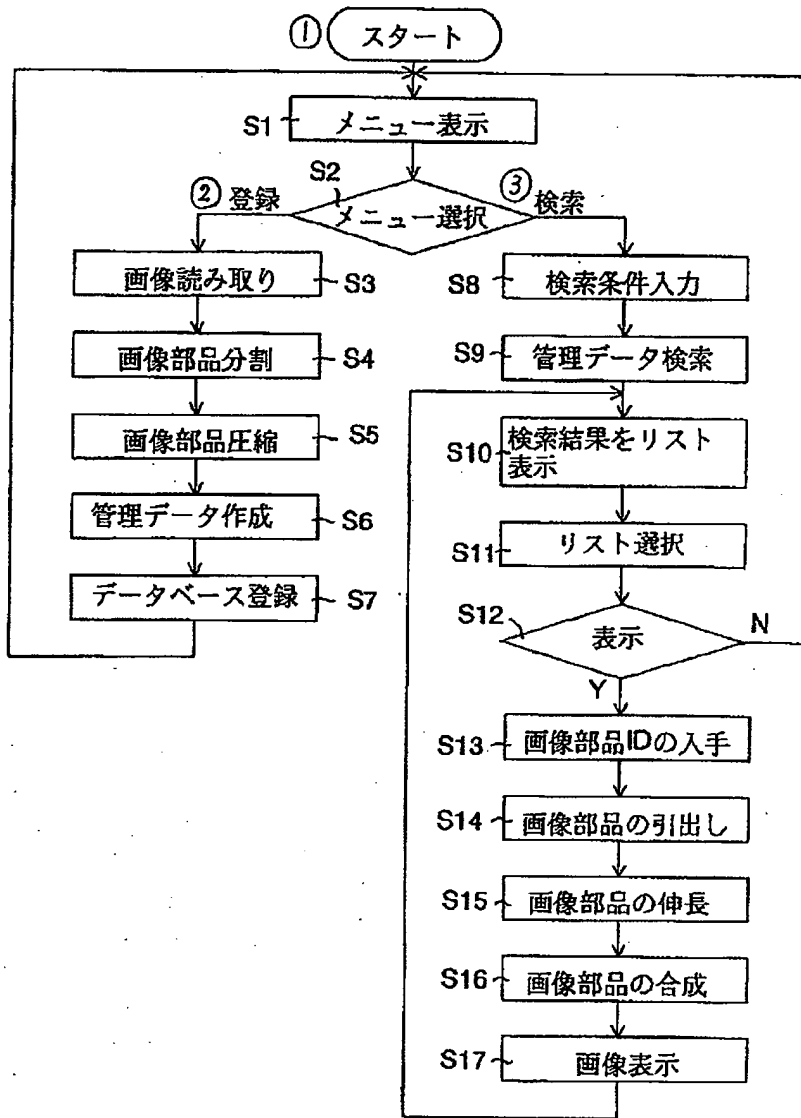 ① スタート
S1 メニュー表示
S2 メニュー選択
② 登録
③ 検索
画像読み取り S3
画像部品分割 S4
画像部品圧縮 S5
管理データ作成 S6
データベース登録 S7
S8 検索条件入力
S9 管理データ検索
S10 検索結果をリスト
表示
S11 リスト選択
S12 表示 N
Y
S13 画像部品IDの入手
S14 画像部品の引出し
S15 画像部品の伸長
S16 画像部品の合成
S17 画像表示